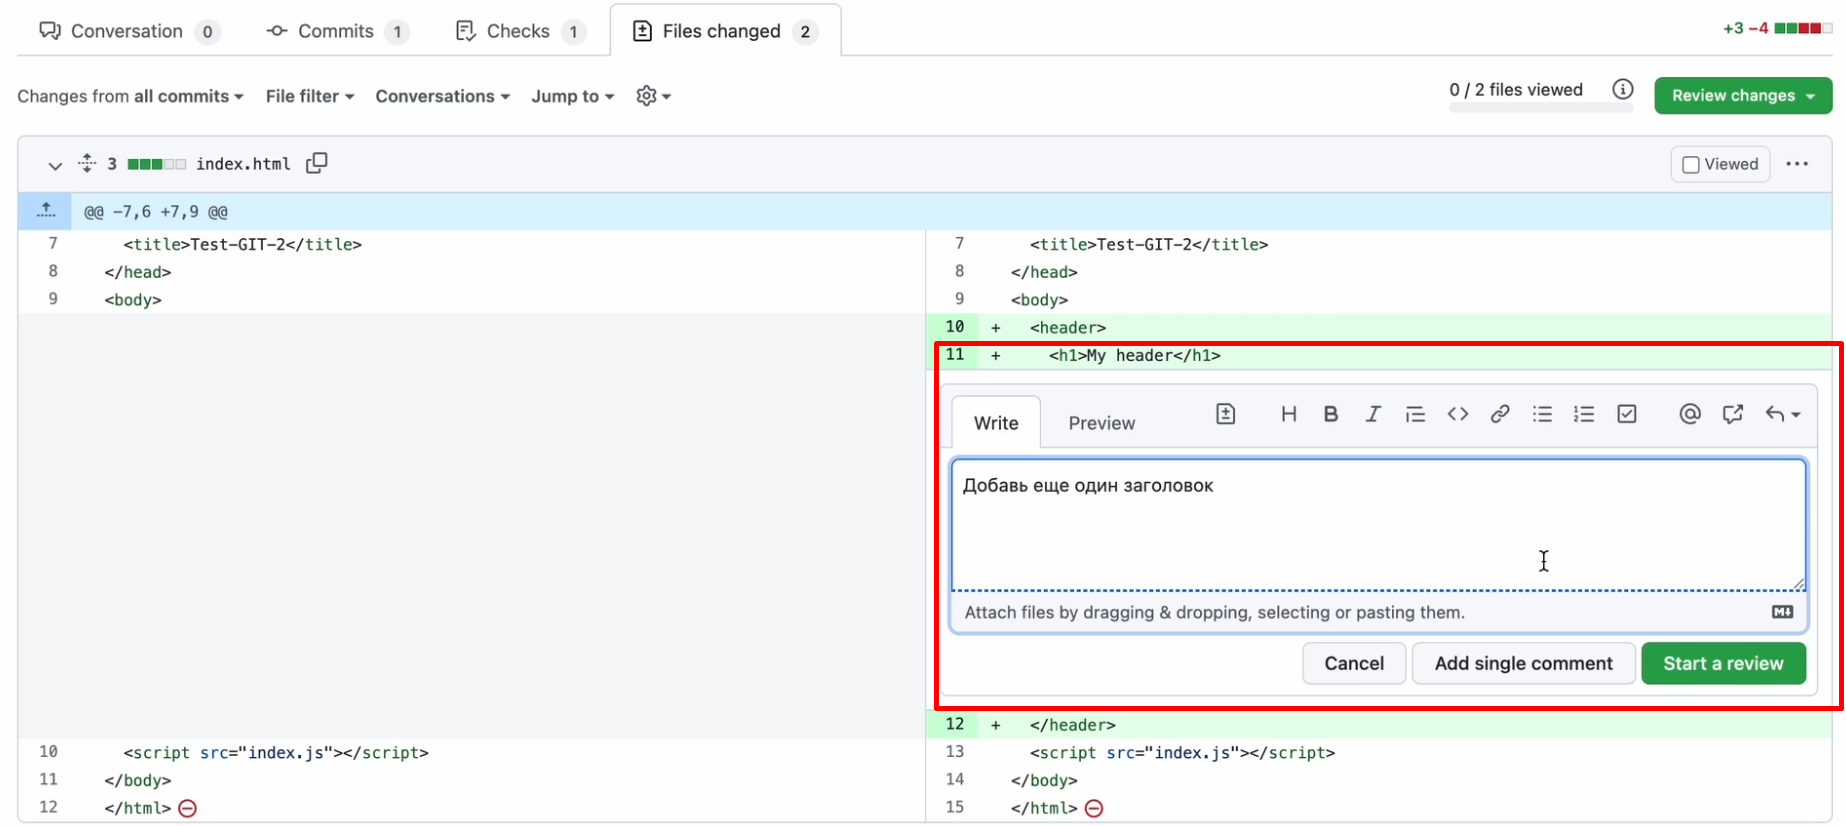 Conversation 0 Commits 1 Checks 1 Files changed 2 +3 −4
Changes from all commits File filter Conversations Jump to 0 / 2 files viewed Review changes
3 index.html Viewed
@@ -7,6 +7,9 @@
7 <title>Test-GIT-2</title> 7 <title>Test-GIT-2</title>
8 </head> 8 </head>
9 <body> 9 <body>
10 + <header>
11 + <h1>My header</h1>
Write Preview
Добавь еще один заголовок
Attach files by dragging & dropping, selecting or pasting them.
Cancel Add single comment Start a review
12 + </header>
10 <script src="index.js"></script> 13 <script src="index.js"></script>
11 </body> 14 </body>
12 </html> 15 </html>